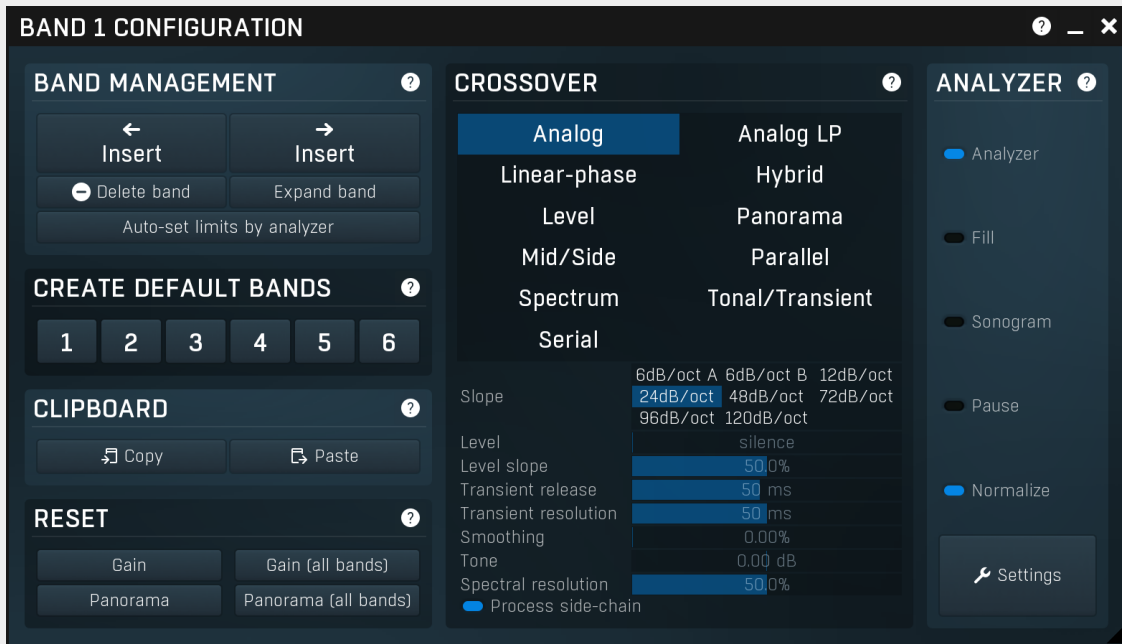 BAND 1 CONFIGURATION
?
BAND MANAGEMENT ?
Insert Insert
Delete band Expand band
Auto-set limits by analyzer
CREATE DEFAULT BANDS ?
1 2 3 4 5 6
CLIPBOARD ?
Copy Paste
RESET ?
Gain Gain (all bands)
Panorama Panorama (all bands)
CROSSOVER ?
Analog Analog LP
Linear-phase Hybrid
Level Panorama
Mid/Side Parallel
Spectrum Tonal/Transient
Serial
Slope
6dB/oct A 6dB/oct B 12dB/oct
24dB/oct 48dB/oct 72dB/oct
96dB/oct 120dB/oct
Level silence
Level slope 50.0%
Transient release 50 ms
Transient resolution 50 ms
Smoothing 0.00%
Tone 0.00 dB
Spectral resolution 50.0%
Process side-chain
ANALYZER ?
Analyzer
Fill
Sonogram
Pause
Normalize
Settings